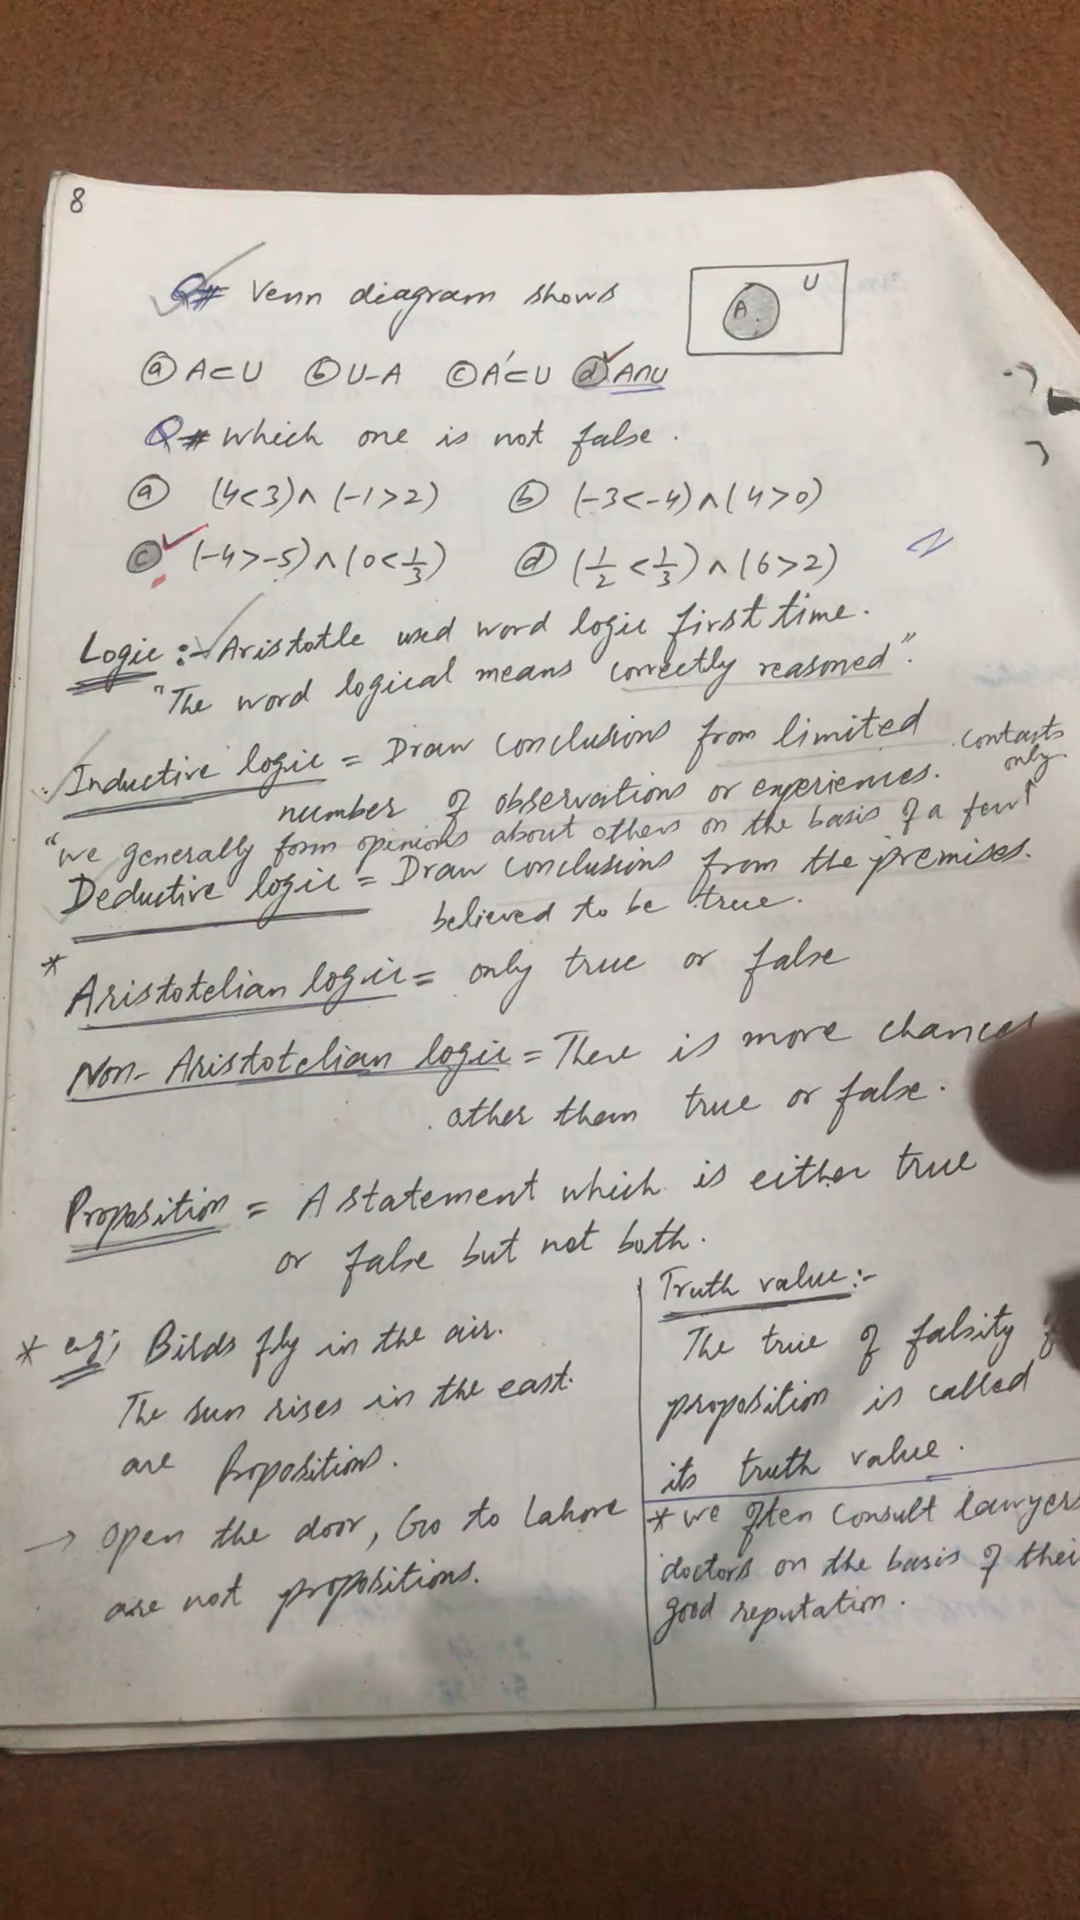 8
Q# Venn diagram shows
A U
ⓐ A⊂U ⓑ U-A ⓒ A'⊂U ⓓ A∩U
Q# which one is not false.
ⓐ (4<3)∧(-1>2) ⓑ (-3<-4)∧(4>0)
ⓒ (-4>-5)∧(0<1/3) ⓓ (1/2<1/3)∧(6>2)
Logic :- Aristotle used word logic first time.
"The word logical means correctly reasoned".
Inductive logic = Draw conclusions from limited
number of observations or experiences.
contacts only
"we generally form opinions about others on the basis of a few ↑
Deductive logic = Draw conclusions from the premises.
believed to be true.
* Aristotelian logic = only true or false
Non-Aristotelian logic = There is more chances
other them true or false.
Proposition = A statement which is either true
or false but not both.
* eg; Birds fly in the air.
The sun rises in the east.
are Propositions.
→ open the door, Go to Lahore
are not propositions.
Truth value:-
The true of falsity
proposition is called
its truth value.
* we often consult lawyers
doctors on the basis of thei
good reputation.